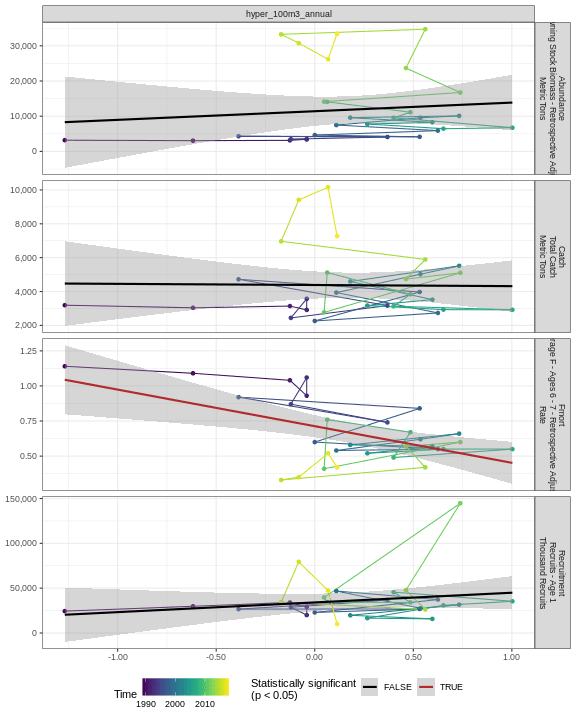 hyper_100m3_annual
30,000
20,000
10,000
0
Abundance
Stock Biomass - Retrospective
Metric Tons
10,000
8,000
6,000
4,000
2,000
Catch
Total Catch
Metric Tons
1.25
1.00
0.75
0.50
Fmort
F - Ages 6 - 7 - Retrospective
Rate
150,000
100,000
50,000
0
Recruitment
Recruits - Age 1
Thousand Recruits
-1.00
-0.50
0.00
0.50
1.00
Time
1990 2000 2010
Statistically significant
(p < 0.05)
FALSE
TRUE